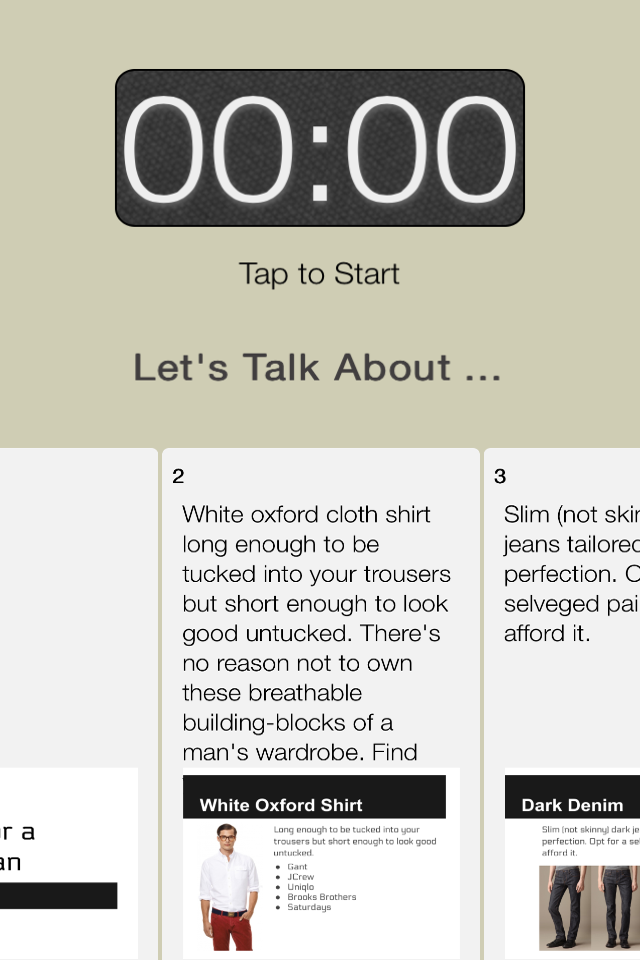 00:00
Tap to Start
Let's Talk About ...
2
White oxford cloth shirt
long enough to be
tucked into your trousers
but short enough to look
good untucked. There's
no reason not to own
these breathable
building-blocks of a
man's wardrobe. Find
White Oxford Shirt
Long enough to be tucked into your
trousers but short enough to look good
untucked.
● Gant
● JCrew
● Uniqlo
● Brooks Brothers
● Saturdays
3
Slim (not skin
jeans tailored
perfection. O
selveged pai
afford it.
Dark Denim
Slim (not skinny) dark je
perfection. Opt for a sel
afford it.
r a
an